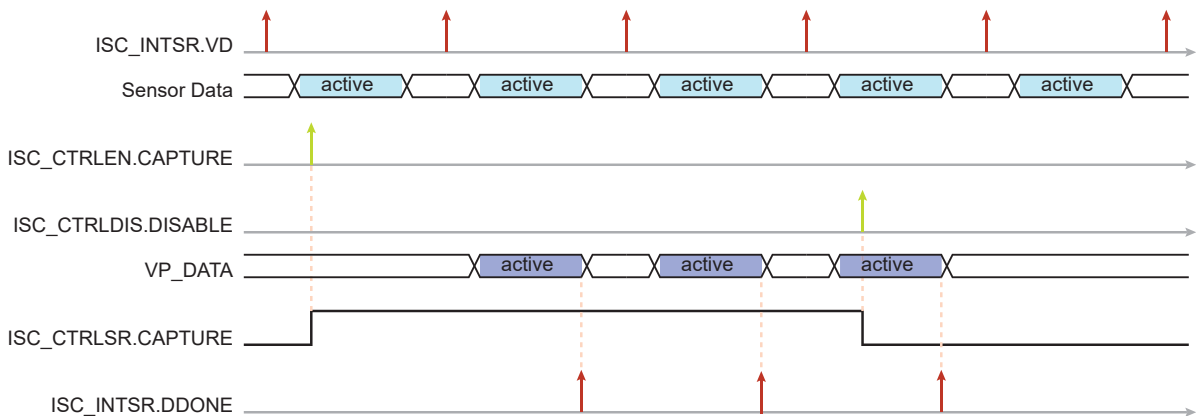 ISC_INTSR.VD
Sensor Data active active active active active
ISC_CTRLEN.CAPTURE
ISC_CTRLDIS.DISABLE
VP_DATA active active active
ISC_CTRLSR.CAPTURE
ISC_INTSR.DDONE